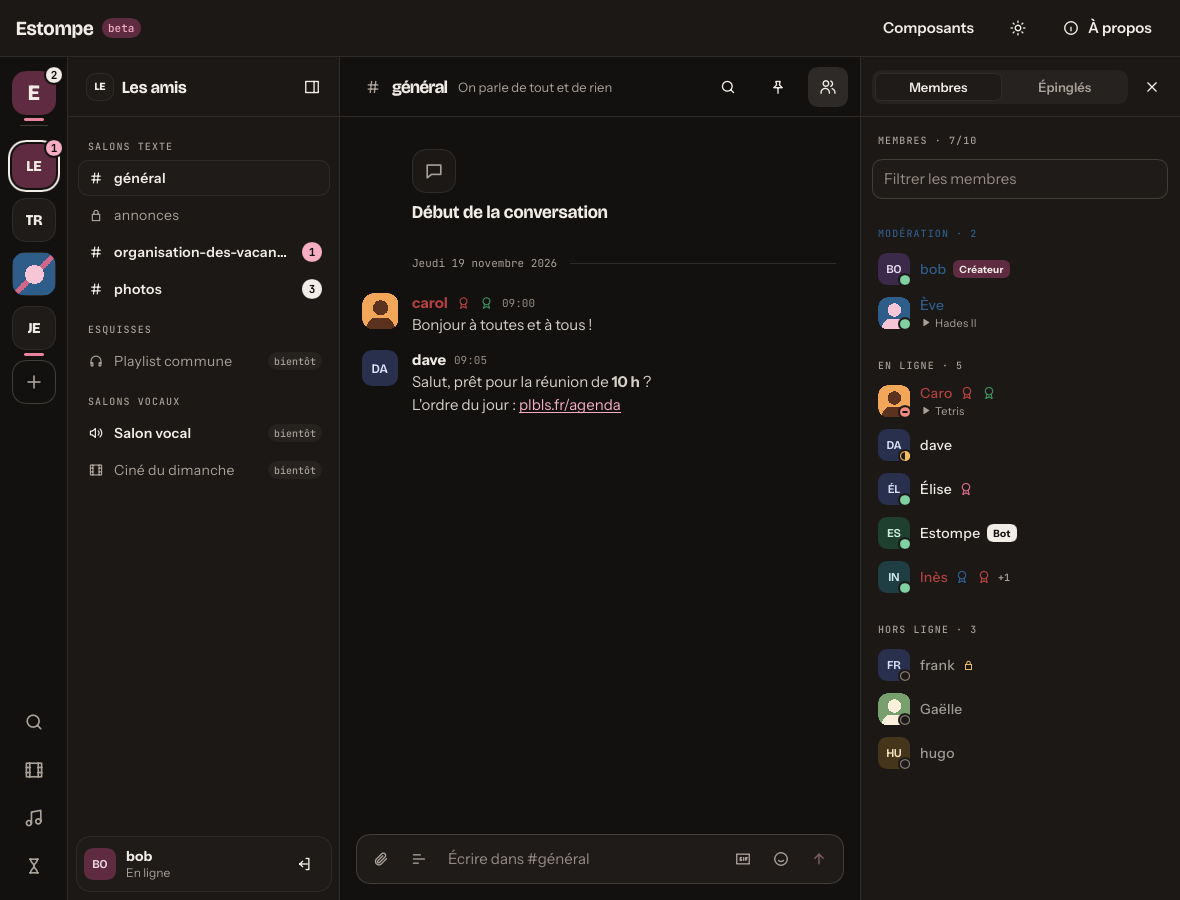 Estompe beta
Composants
À propos
E 2
LE 1
TR
JE
LE Les amis
SALONS TEXTE
# général
annonces
# organisation-des-vacan... 1
# photos 3
ESQUISSES
Playlist commune bientôt
SALONS VOCAUX
Salon vocal bientôt
Ciné du dimanche bientôt
BO bob
En ligne
# général On parle de tout et de rien
Début de la conversation
Jeudi 19 novembre 2026
carol 09:00
Bonjour à toutes et à tous !
DA dave 09:05
Salut, prêt pour la réunion de 10 h ?
L'ordre du jour : plbls.fr/agenda
Écrire dans #général
GIF
Membres Épinglés
MEMBRES · 7/10
Filtrer les membres
MODÉRATION · 2
BO bob Créateur
Ève
Hades II
EN LIGNE · 5
Caro
Tetris
DA dave
ÉL Élise
ES Estompe Bot
IN Inès +1
HORS LIGNE · 3
FR frank
Gaëlle
HU hugo